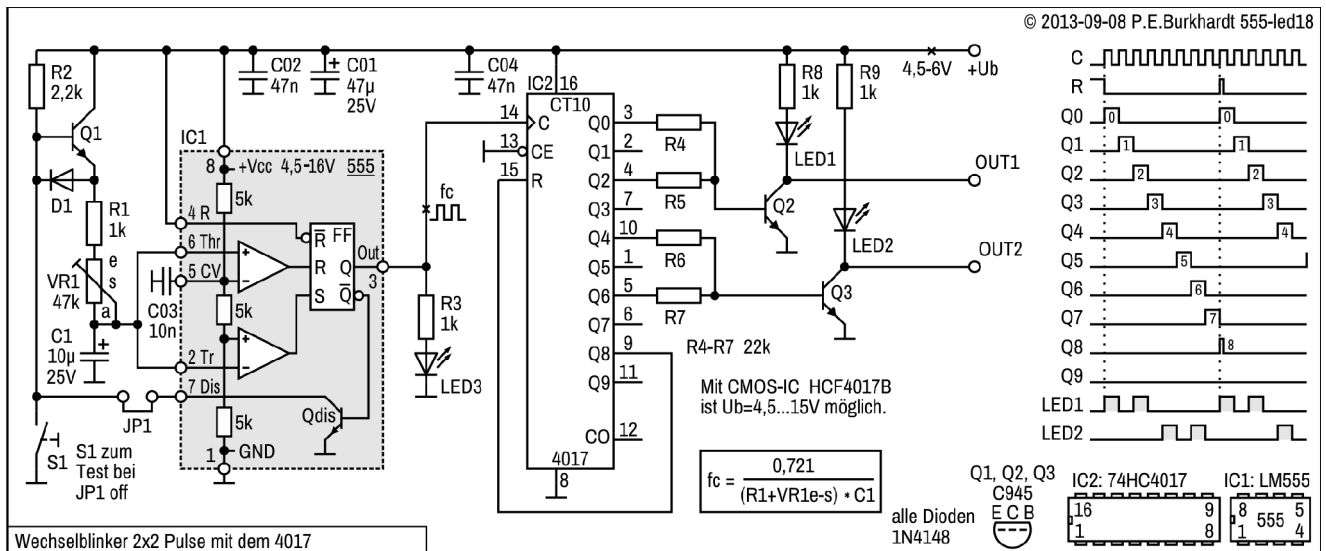 © 2013-09-08 P.E.Burkhardt 555-led18
R2
2,2k
Q1
D1
R1
1k
VR1
47k
e
s
a
C1
10µ
25V
C02
47n
C01
47µ
25V
+
C04
47n
IC1
8
+Vcc 4,5-16V 555
5k
4 R
6 Thr
5 CV
C03
10n
5k
2 Tr
7 Dis
5k
Qdis
1
GND
R FF
R Q
S Q
Out
3
JP1
S1
S1 zum
Test bei
JP1 off
fc
R3
1k
LED3
IC2
16
CT10
14 C
13 CE
15 R
Q0 3
Q1 2
Q2 4
Q3 7
Q4 10
Q5 1
Q6 5
Q7 6
Q8 9
Q9 11
CO 12
4017
8
R4
R5
R6
R7
R4-R7 22k
R8
1k
R9
1k
4,5-6V
+Ub
LED1
OUT1
Q2
LED2
OUT2
Q3
Mit CMOS-IC HCF4017B
ist Ub=4,5...15V möglich.
fc = 0,721
(R1+VR1e-s) • C1
alle Dioden
1N4148
Q1, Q2, Q3
C945
E C B
IC2: 74HC4017
16 9
1 8
IC1: LM555
8 5
555
1 4
C
R
Q0 0 0
Q1 1 1
Q2 2 2
Q3 3 3
Q4 4 4
Q5 5
Q6 6
Q7 7
Q8 8
Q9
LED1
LED2
Wechselblinker 2x2 Pulse mit dem 4017